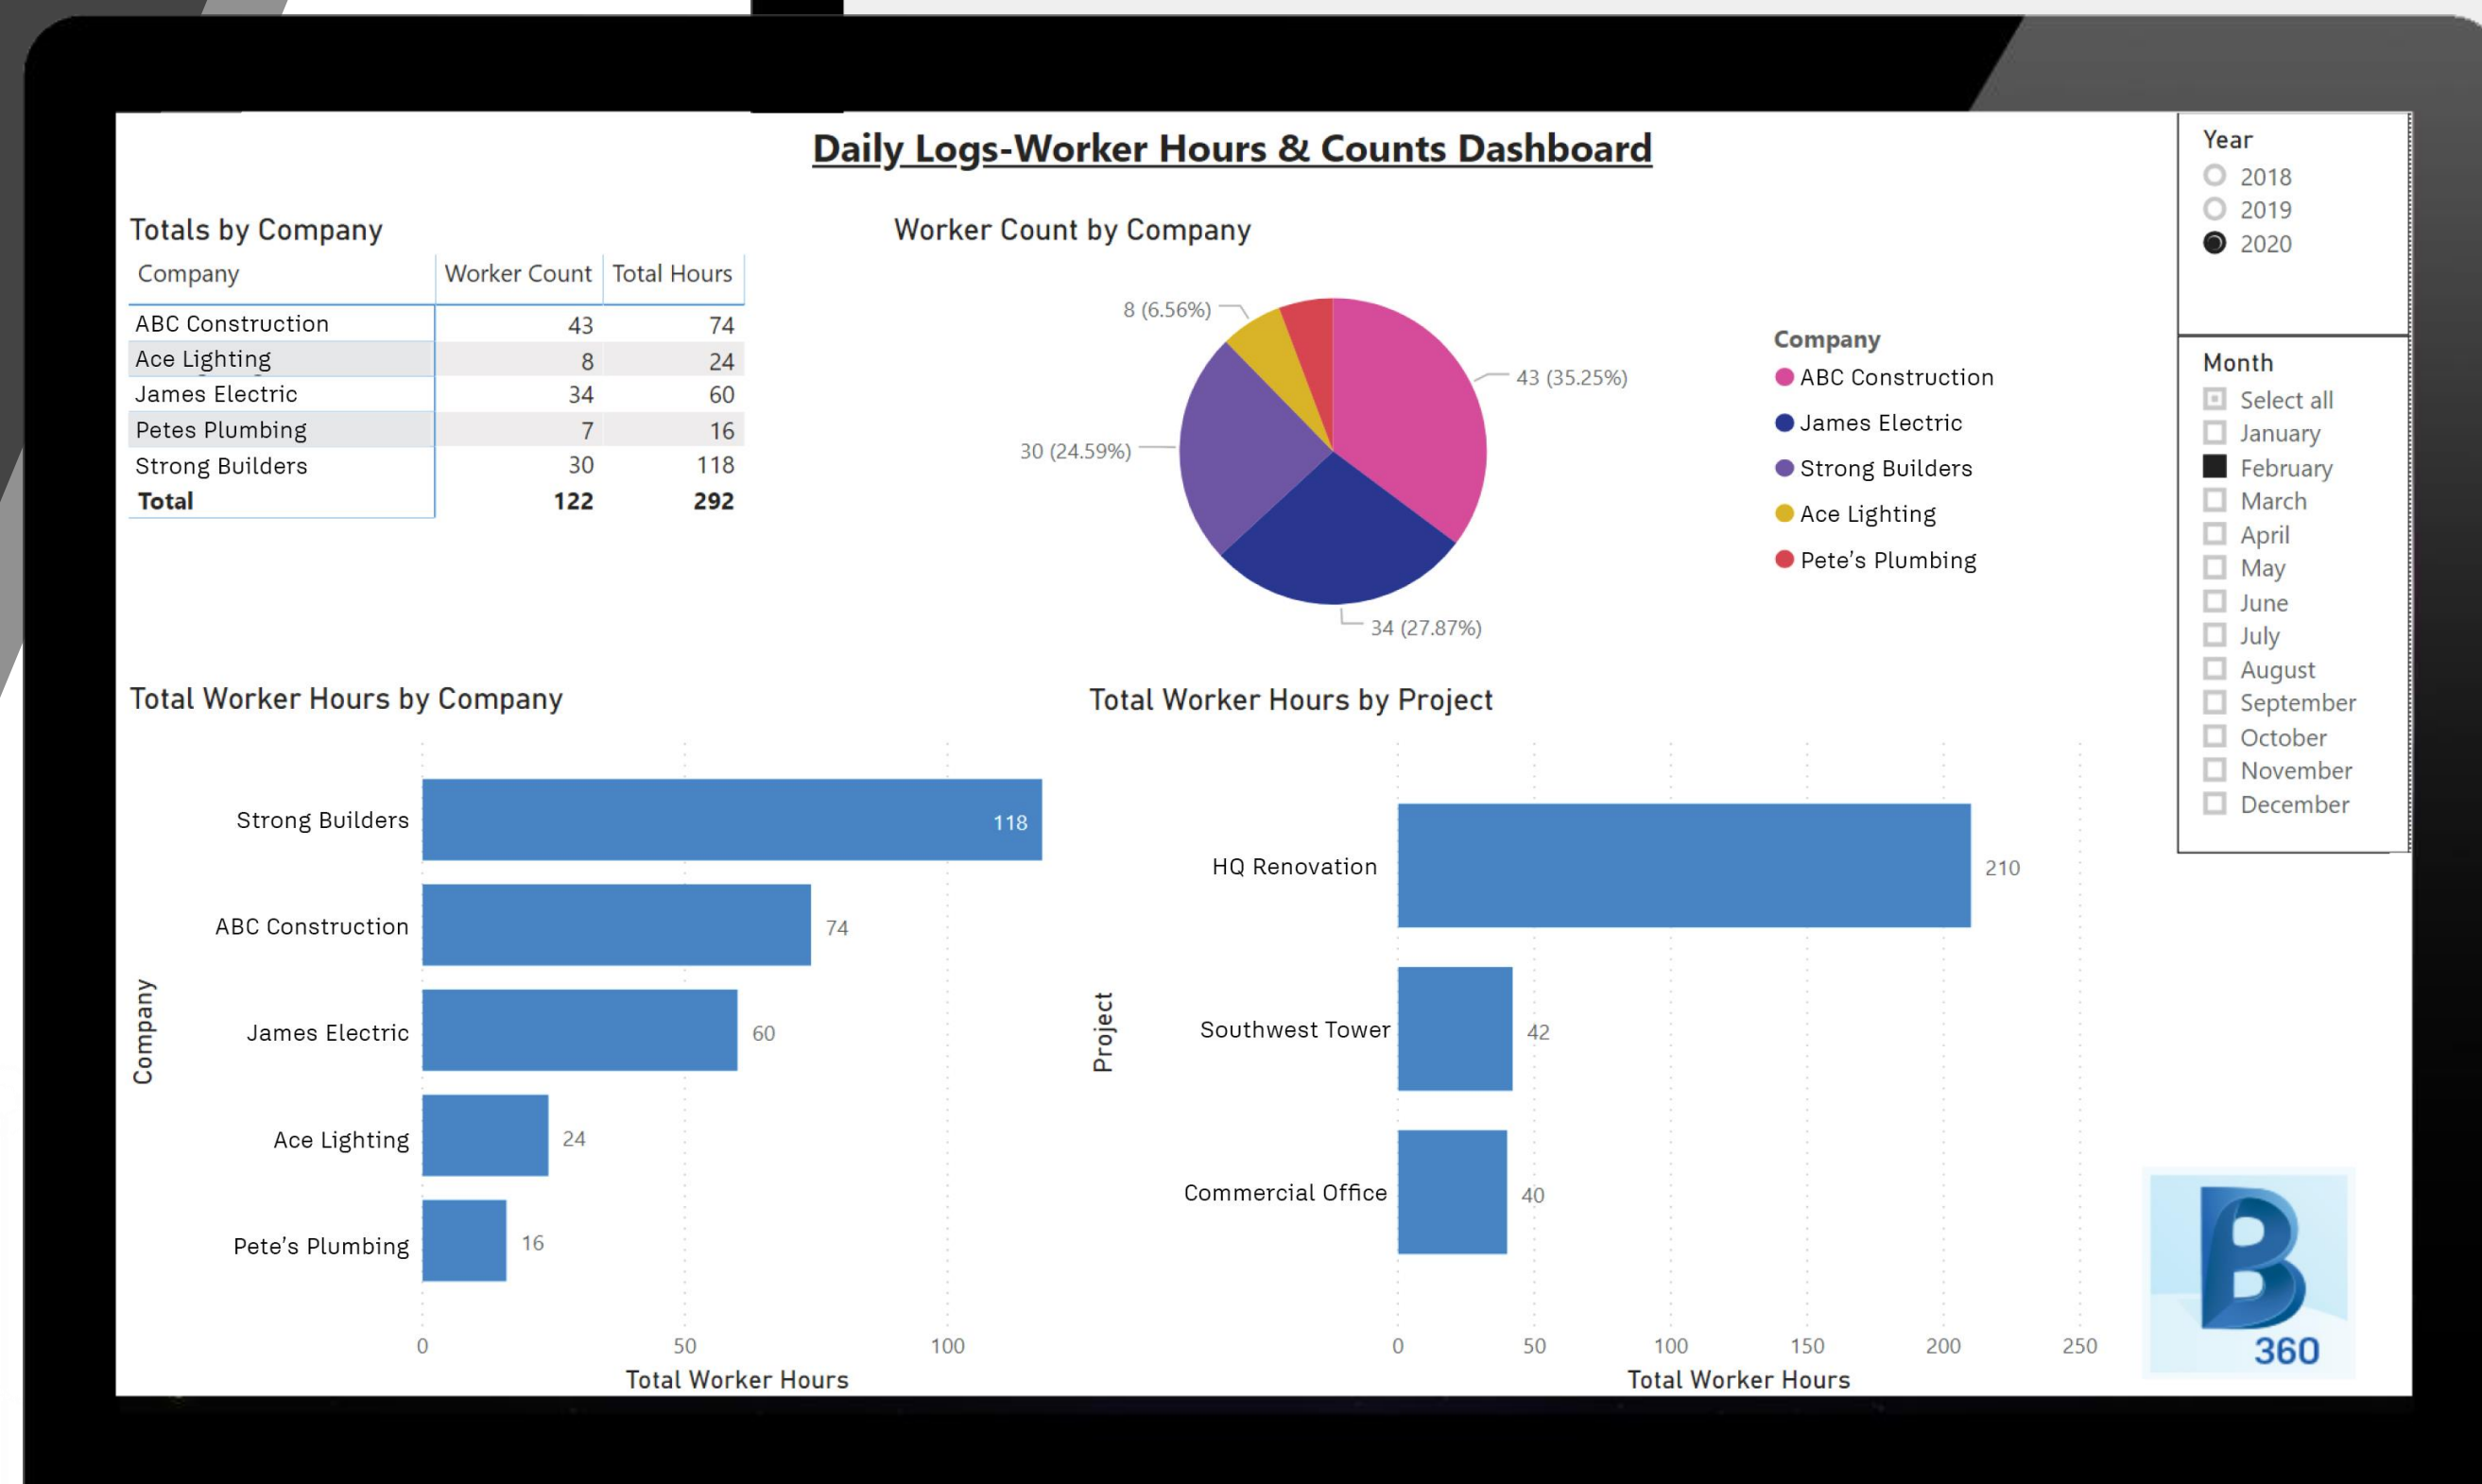 Daily Logs-Worker Hours & Counts Dashboard
Totals by Company
Company Worker Count Total Hours
ABC Construction 43 74
Ace Lighting 8 24
James Electric 34 60
Petes Plumbing 7 16
Strong Builders 30 118
Total 122 292
Worker Count by Company
8 (6.56%)
43 (35.25%)
30 (24.59%)
34 (27.87%)
Company
ABC Construction
James Electric
Strong Builders
Ace Lighting
Pete’s Plumbing
Year
2018
2019
2020
Month
Select all
January
February
March
April
May
June
July
August
September
October
November
December
Total Worker Hours by Company
Company
Strong Builders 118
ABC Construction 74
James Electric 60
Ace Lighting 24
Pete’s Plumbing 16
0 50 100
Total Worker Hours
Total Worker Hours by Project
Project
HQ Renovation 210
Southwest Tower 42
Commercial Office 40
0 50 100 150 200 250
Total Worker Hours
B
360